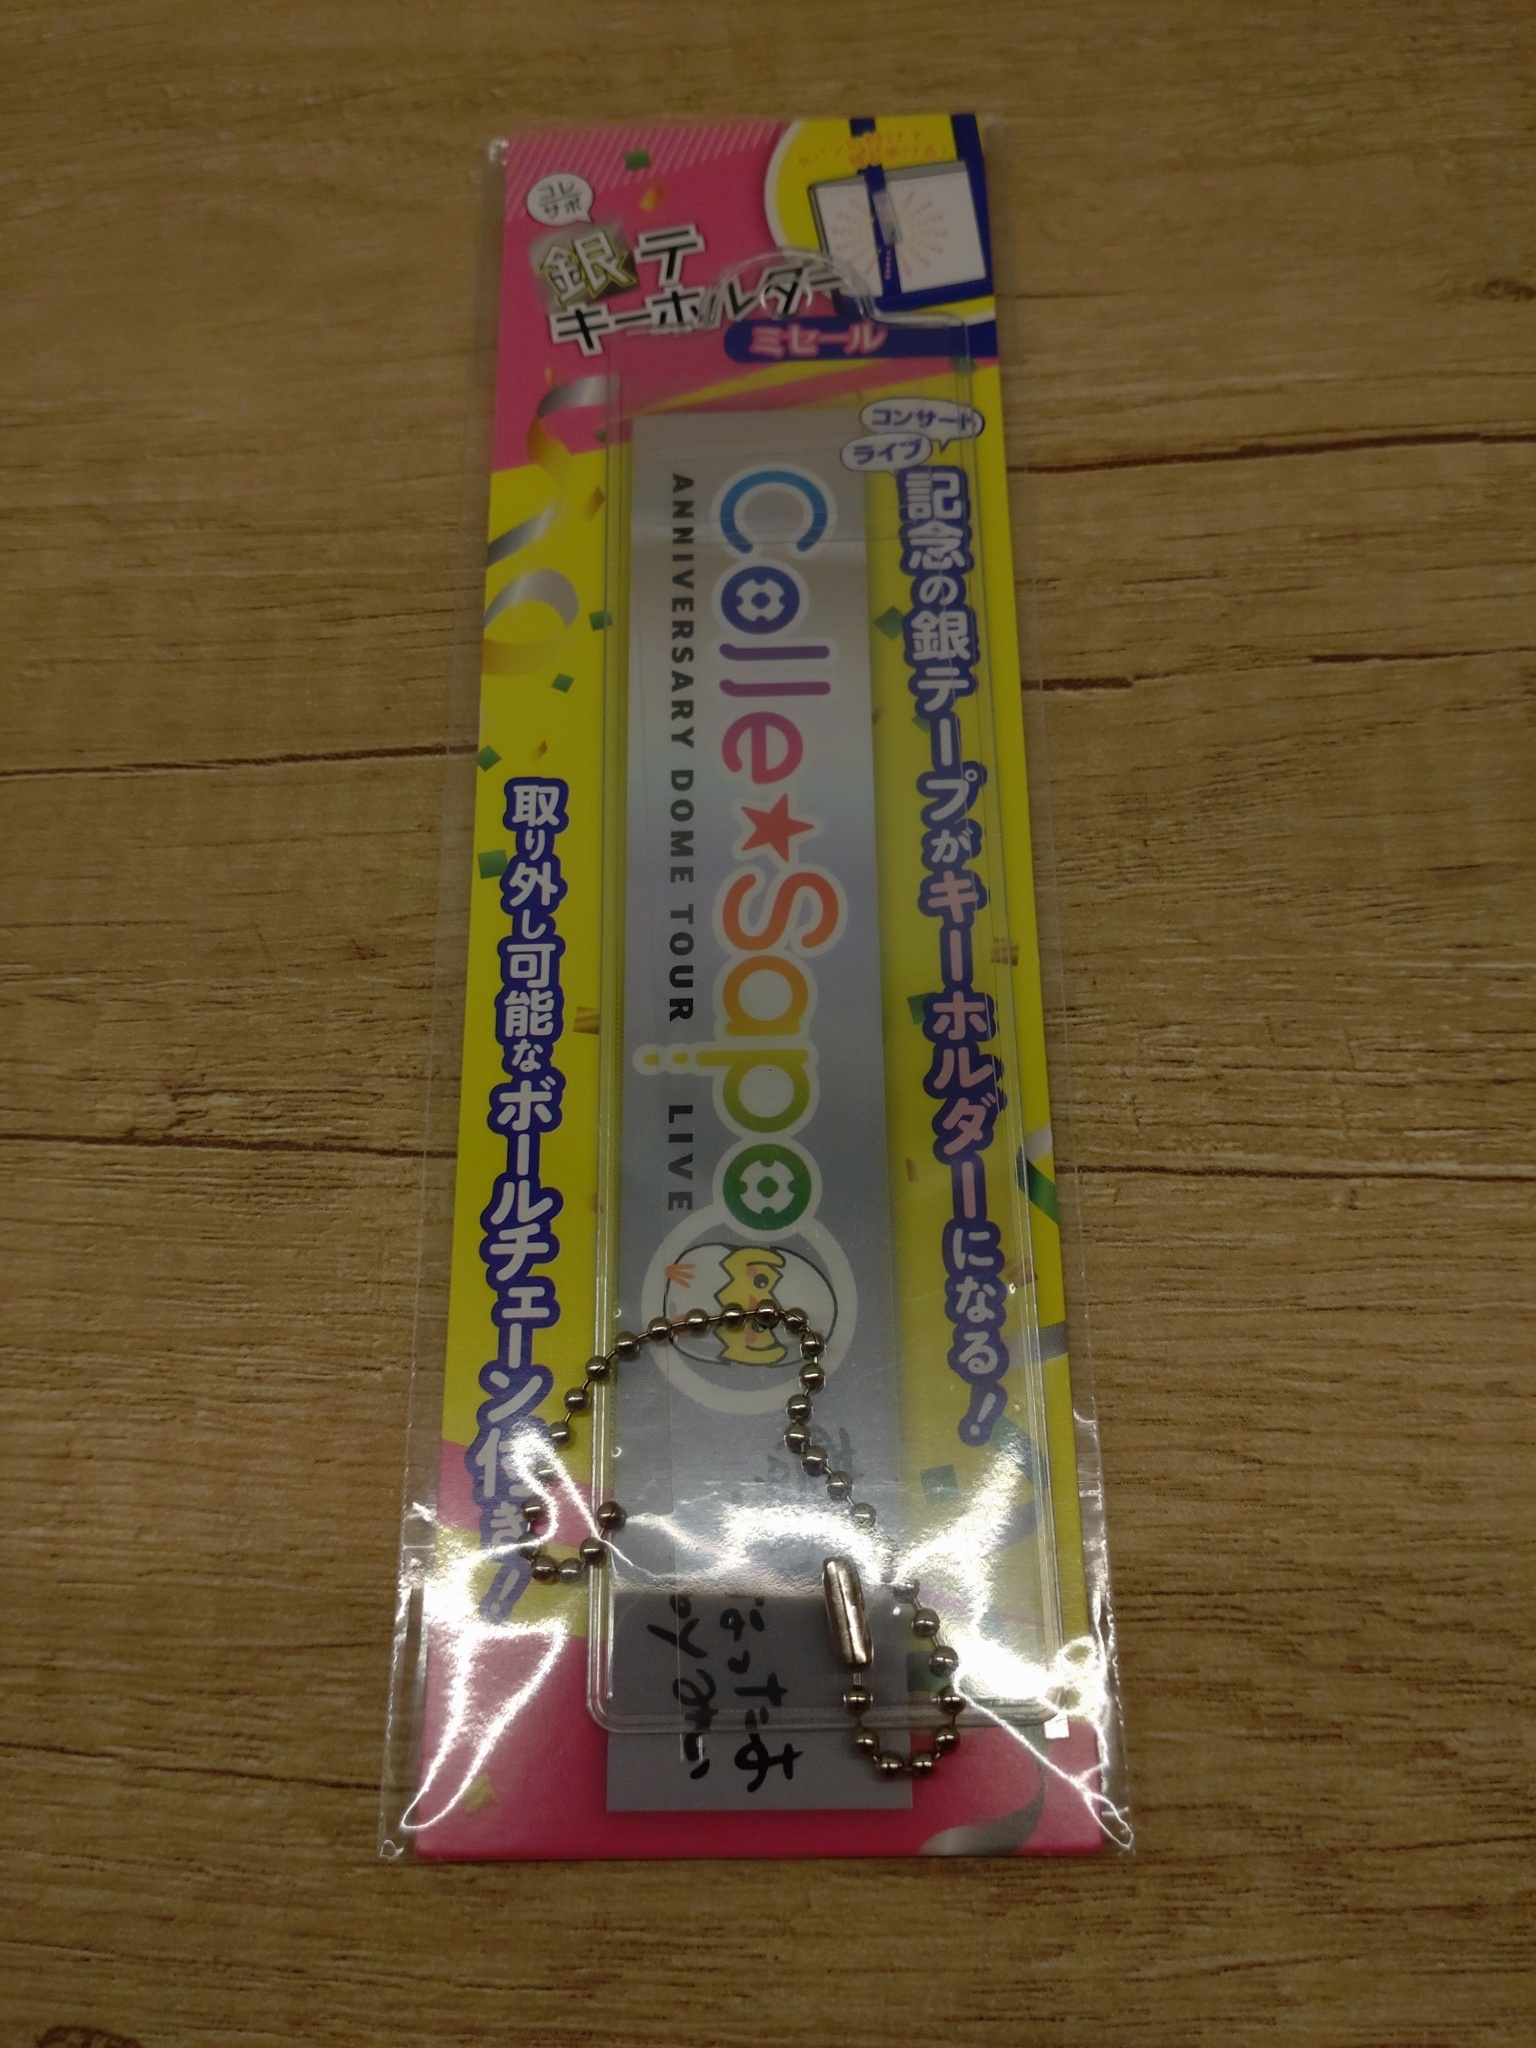 コレ
サポ
銀テ
キーホルダー
ミセール
コンサート
ライブ
記念の銀テープがキーホルダーになる!
Colle★Sapo
ANNIVERSARY DOME TOUR LIVE
取り外し可能なボールチェーン付き!!